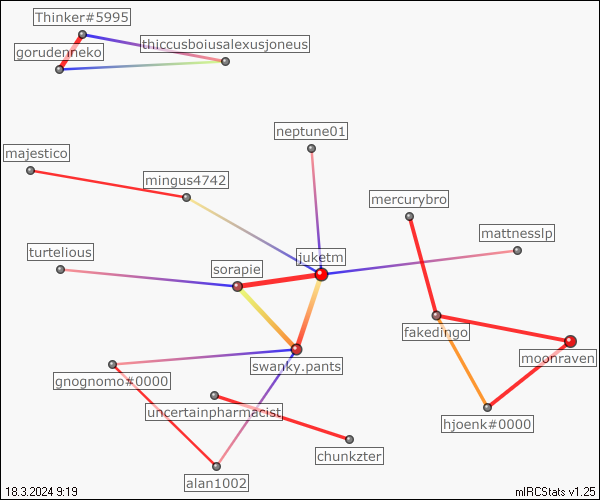 Thinker#5995
thiccusboiusalexusjoneus
gorudenneko
neptune01
majestico
mingus4742
mercurybro
mattnesslp
turtelious
juketm
sorapie
fakedingo
moonraven
swanky.pants
gnognomo#0000
uncertainpharmacist
hjoenk#0000
chunkzter
alan1002
18.3.2024 9:19
mIRCStats v1.25